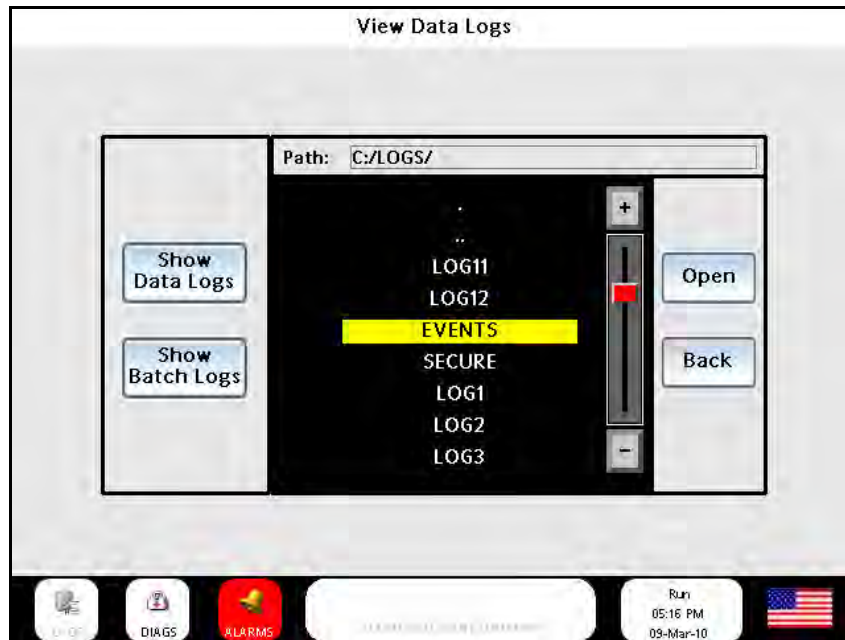 View Data Logs
Path: C:/LOGS/
.
..
LOG11
LOG12
EVENTS
SECURE
LOG1
LOG2
LOG3
+
-
Show
Data Logs
Show
Batch Logs
Open
Back
DIAGS
ALARMS
Run
05:16 PM
09-Mar-10